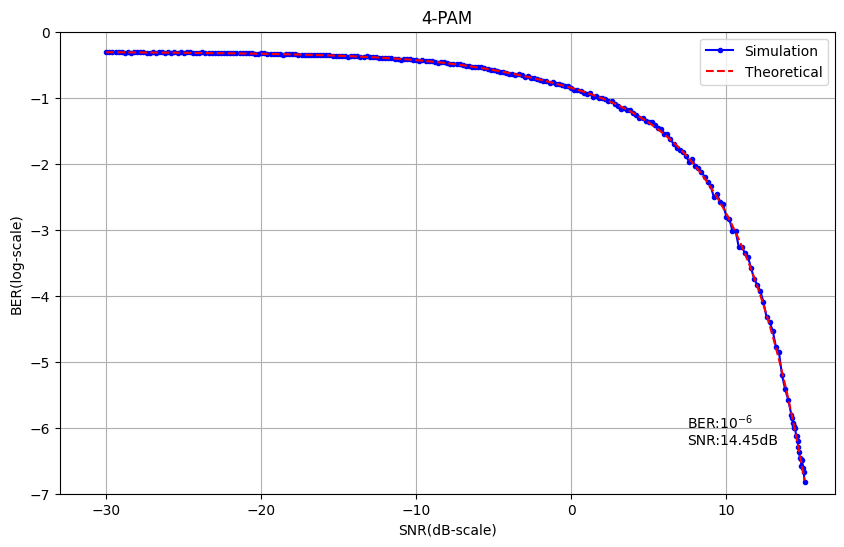 4-PAM
Simulation
Theoretical
0
−1
−2
−3
−4
−5
−6
−7
BER(log-scale)
BER:10⁻⁶
SNR:14.45dB
−30
−20
−10
0
10
SNR(dB-scale)